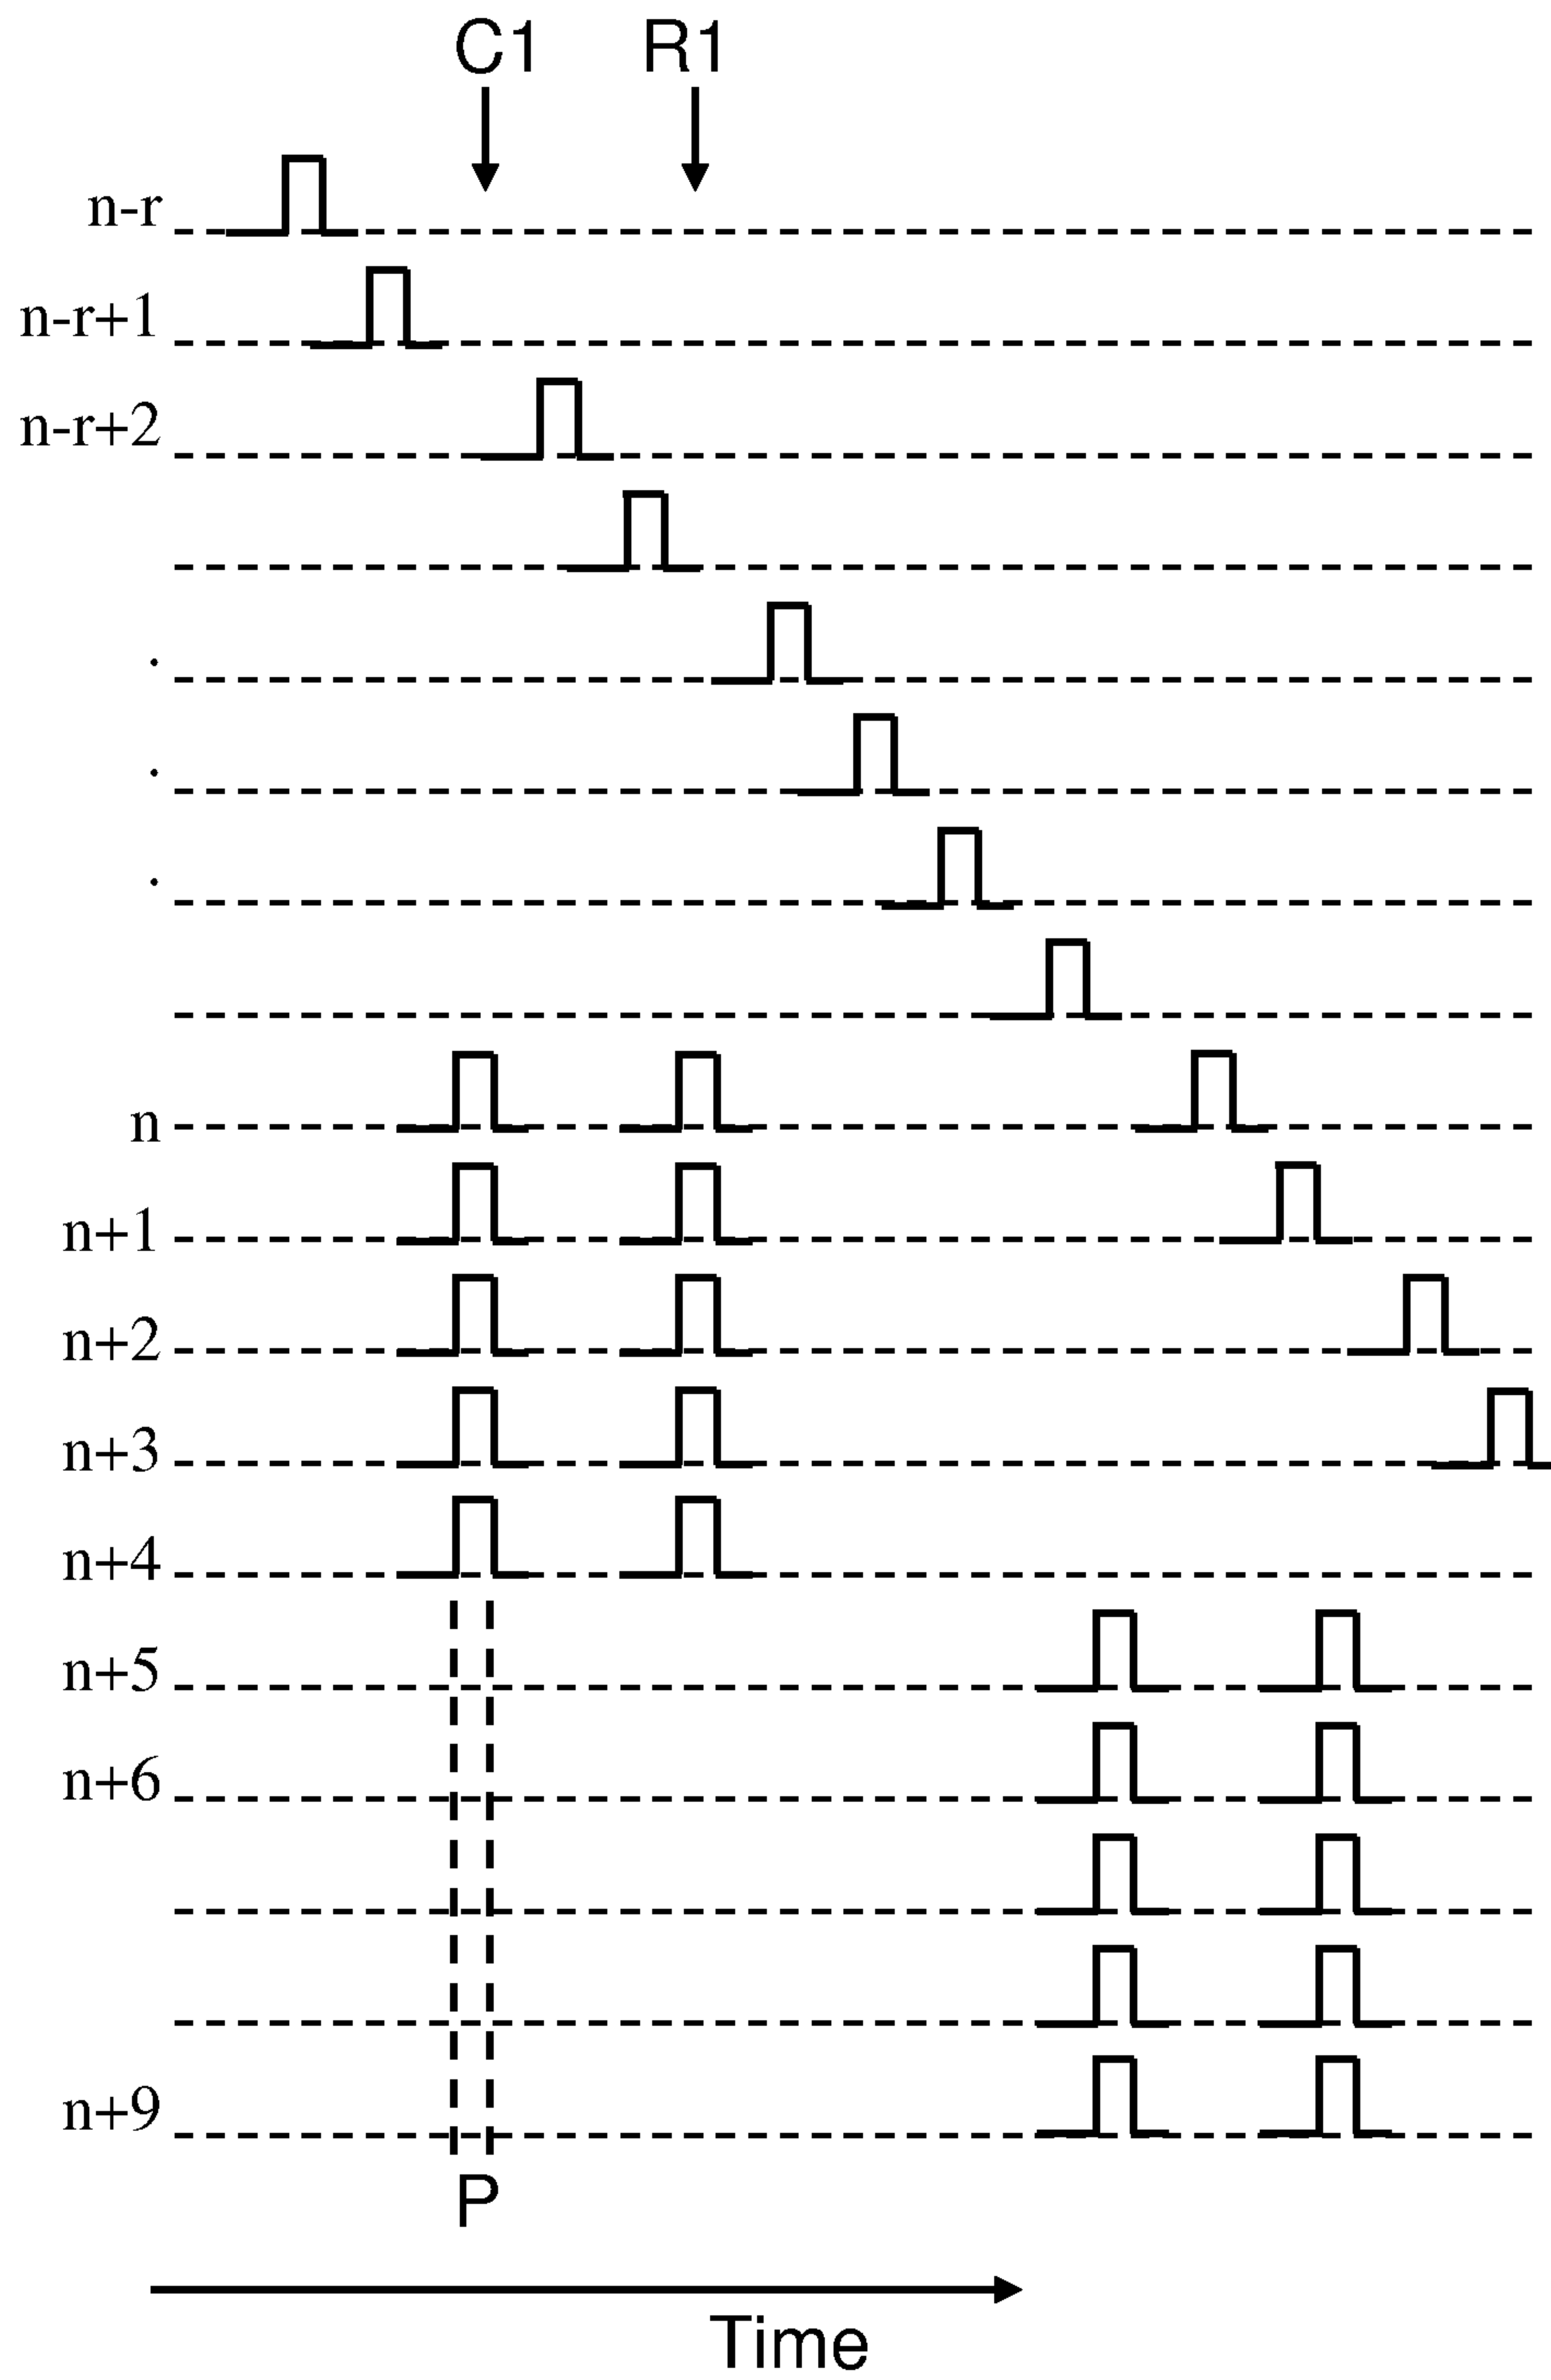 C1 R1
n-r
n-r+1
n-r+2
.
.
.
n
n+1
n+2
n+3
n+4
n+5
n+6
n+9
P
Time